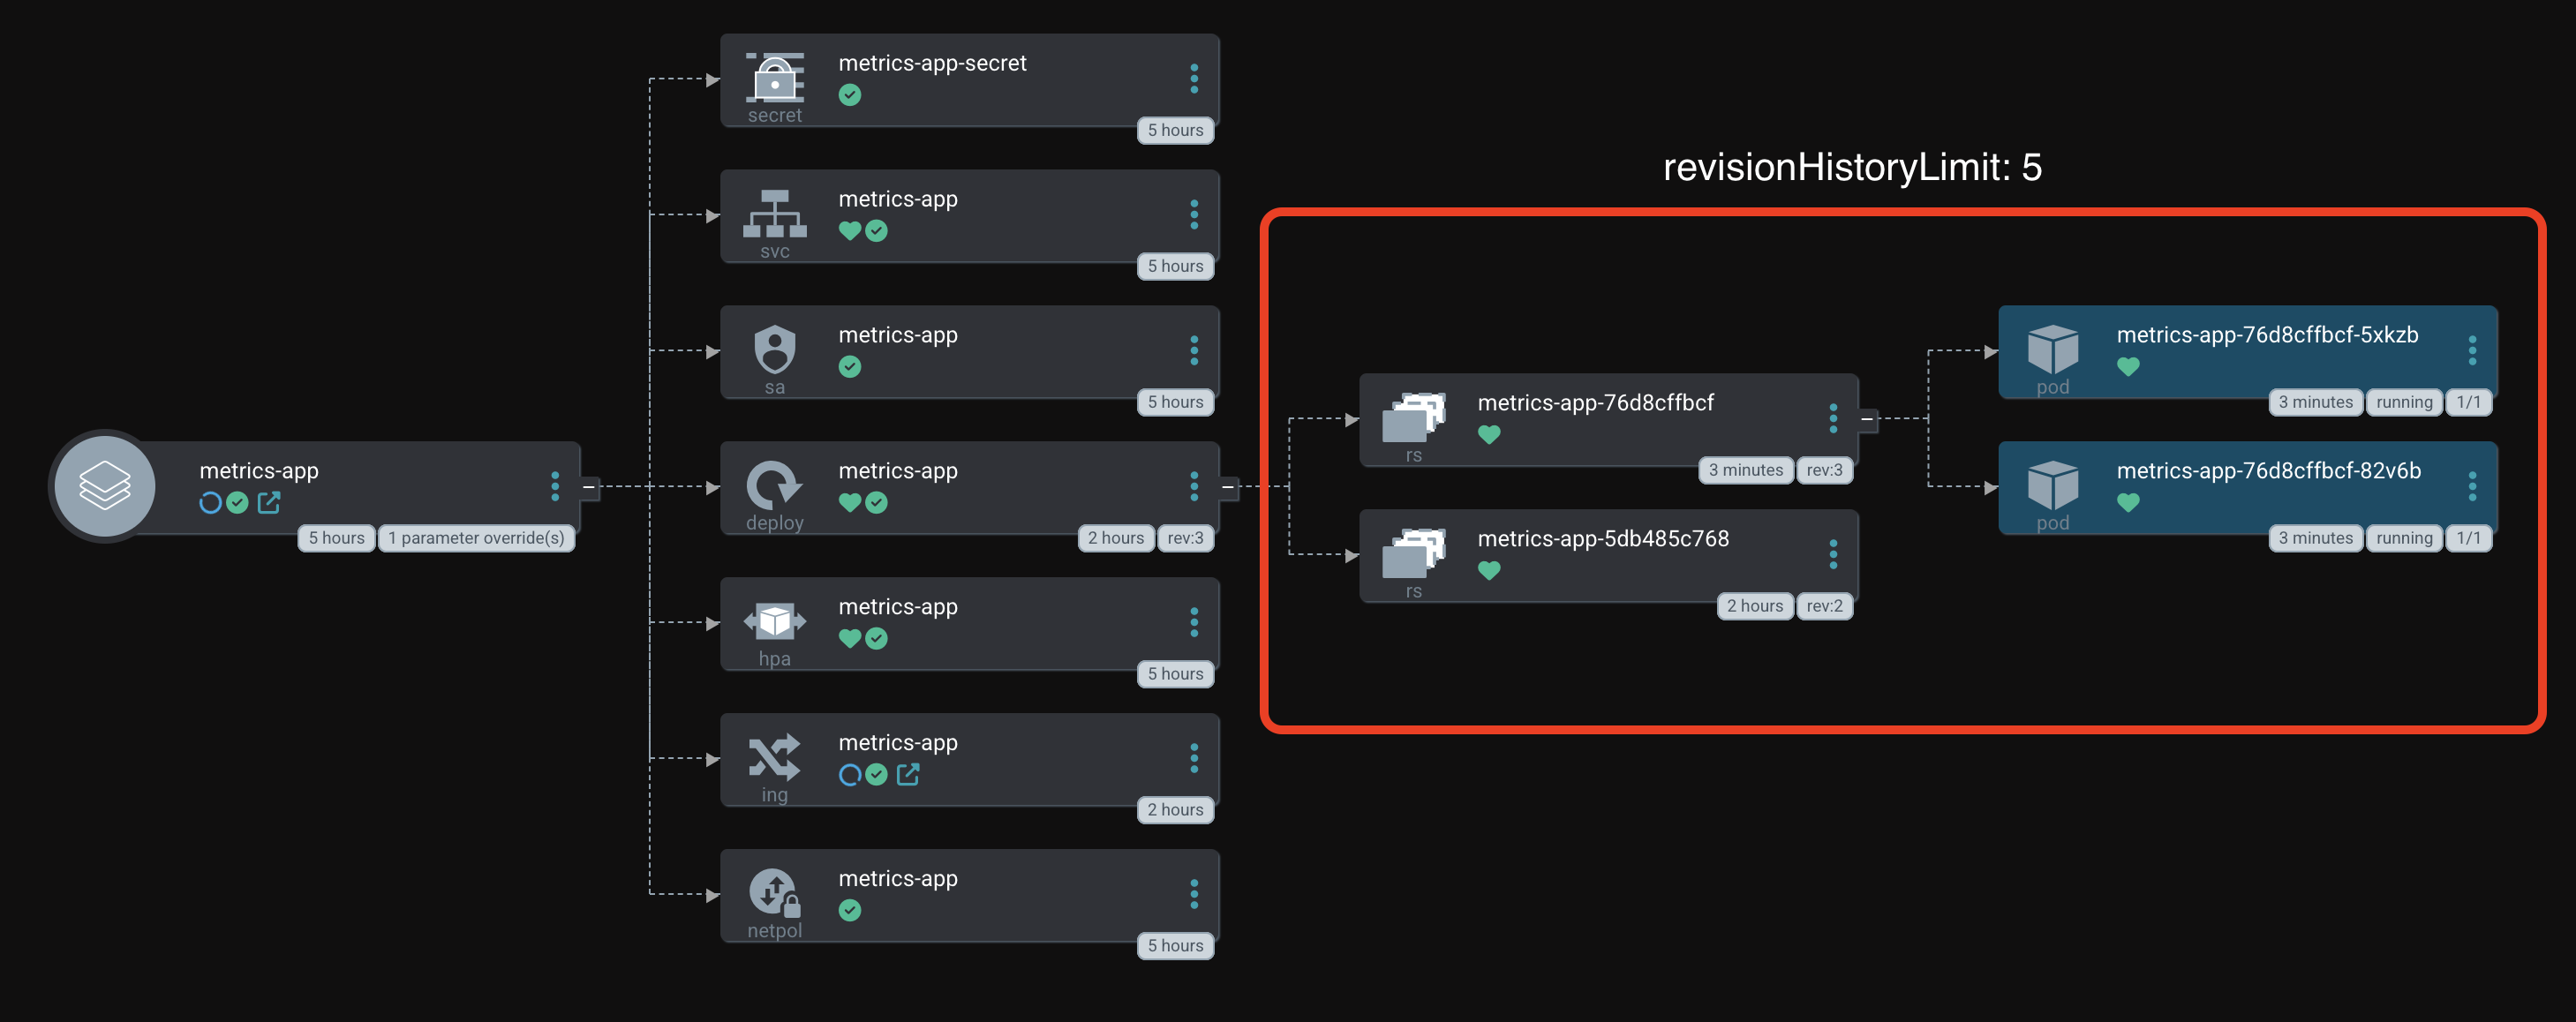 metrics-app
5 hours 1 parameter override(s)
metrics-app-secret
secret
5 hours
metrics-app
svc
5 hours
metrics-app
sa
5 hours
metrics-app
deploy
2 hours rev:3
metrics-app
hpa
5 hours
metrics-app
ing
2 hours
metrics-app
netpol
5 hours
revisionHistoryLimit: 5
metrics-app-76d8cffbcf
rs
3 minutes rev:3
metrics-app-5db485c768
rs
2 hours rev:2
metrics-app-76d8cffbcf-5xkzb
pod
3 minutes running 1/1
metrics-app-76d8cffbcf-82v6b
pod
3 minutes running 1/1